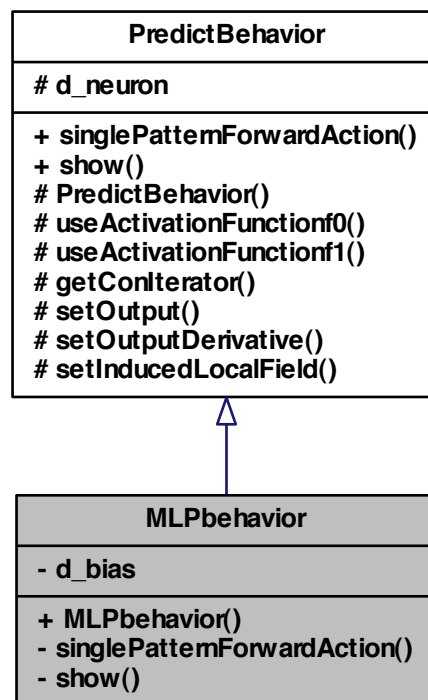 PredictBehavior
# d_neuron
+ singlePatternForwardAction()
+ show()
# PredictBehavior()
# useActivationFunctionf0()
# useActivationFunctionf1()
# getConIterator()
# setOutput()
# setOutputDerivative()
# setInducedLocalField()
MLPbehavior
- d_bias
+ MLPbehavior()
- singlePatternForwardAction()
- show()